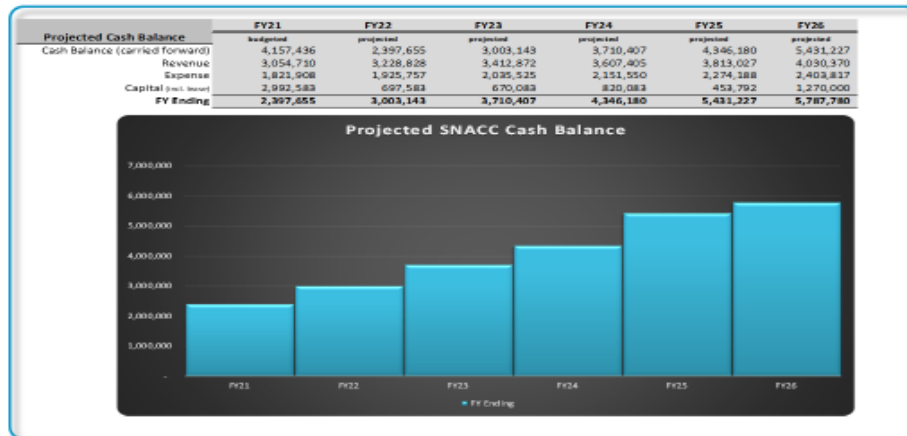 FY21 FY22 FY23 FY24 FY25 FY26
Projected Cash Balance budgeted projected projected projected projected projected
Cash Balance (carried forward) 4,157,436 2,397,655 3,003,143 3,710,407 4,346,180 5,431,227
Revenue 3,054,710 3,228,828 3,412,872 3,607,405 3,813,027 4,030,370
Expense 1,821,908 1,925,757 2,035,525 2,151,550 2,274,188 2,403,817
Capital (incl. lease) 2,992,583 697,583 670,083 820,083 453,792 1,270,000
FY Ending 2,397,655 3,003,143 3,710,407 4,346,180 5,431,227 5,787,780
Projected SNACC Cash Balance
7,000,000
6,000,000
5,000,000
4,000,000
3,000,000
2,000,000
1,000,000
-
FY21 FY22 FY23 FY24 FY25 FY26
FY Ending